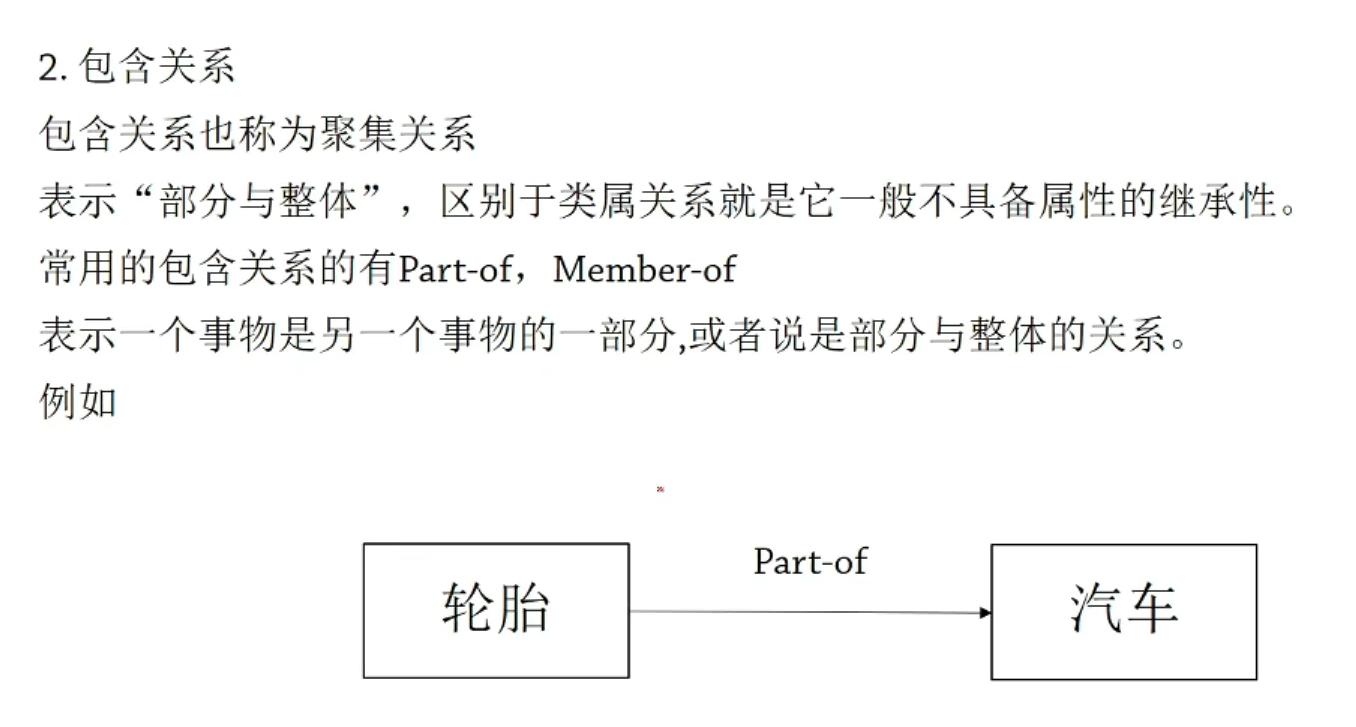 2. 包含关系
包含关系也称为聚集关系
表示“部分与整体”，区别于类属关系就是它一般不具备属性的继承性。
常用的包含关系的有Part-of，Member-of
表示一个事物是另一个事物的一部分,或者说是部分与整体的关系。
例如
Part-of
轮胎
汽车